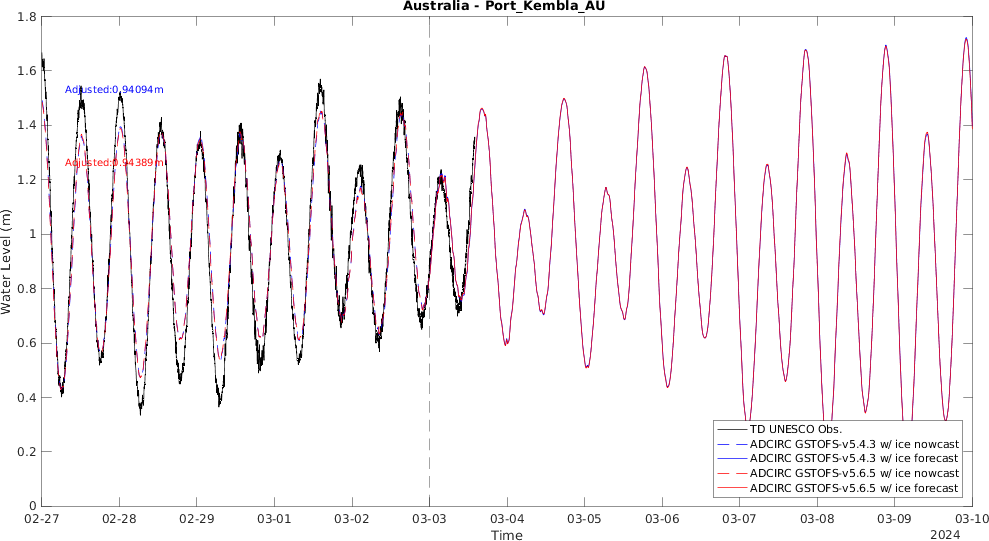 Australia - Port_Kembla_AU
1.8
1.6
1.4
1.2
1
0.8
0.6
0.4
0.2
0
Water Level (m)
Adjusted:0.94094m
Adjusted:0.94389m
TD UNESCO Obs.
ADCIRC GSTOFS-v5.4.3 w/ ice nowcast
ADCIRC GSTOFS-v5.4.3 w/ ice forecast
ADCIRC GSTOFS-v5.6.5 w/ ice nowcast
ADCIRC GSTOFS-v5.6.5 w/ ice forecast
02-27 02-28 02-29 03-01 03-02 03-03 03-04 03-05 03-06 03-07 03-08 03-09 03-10
Time
2024